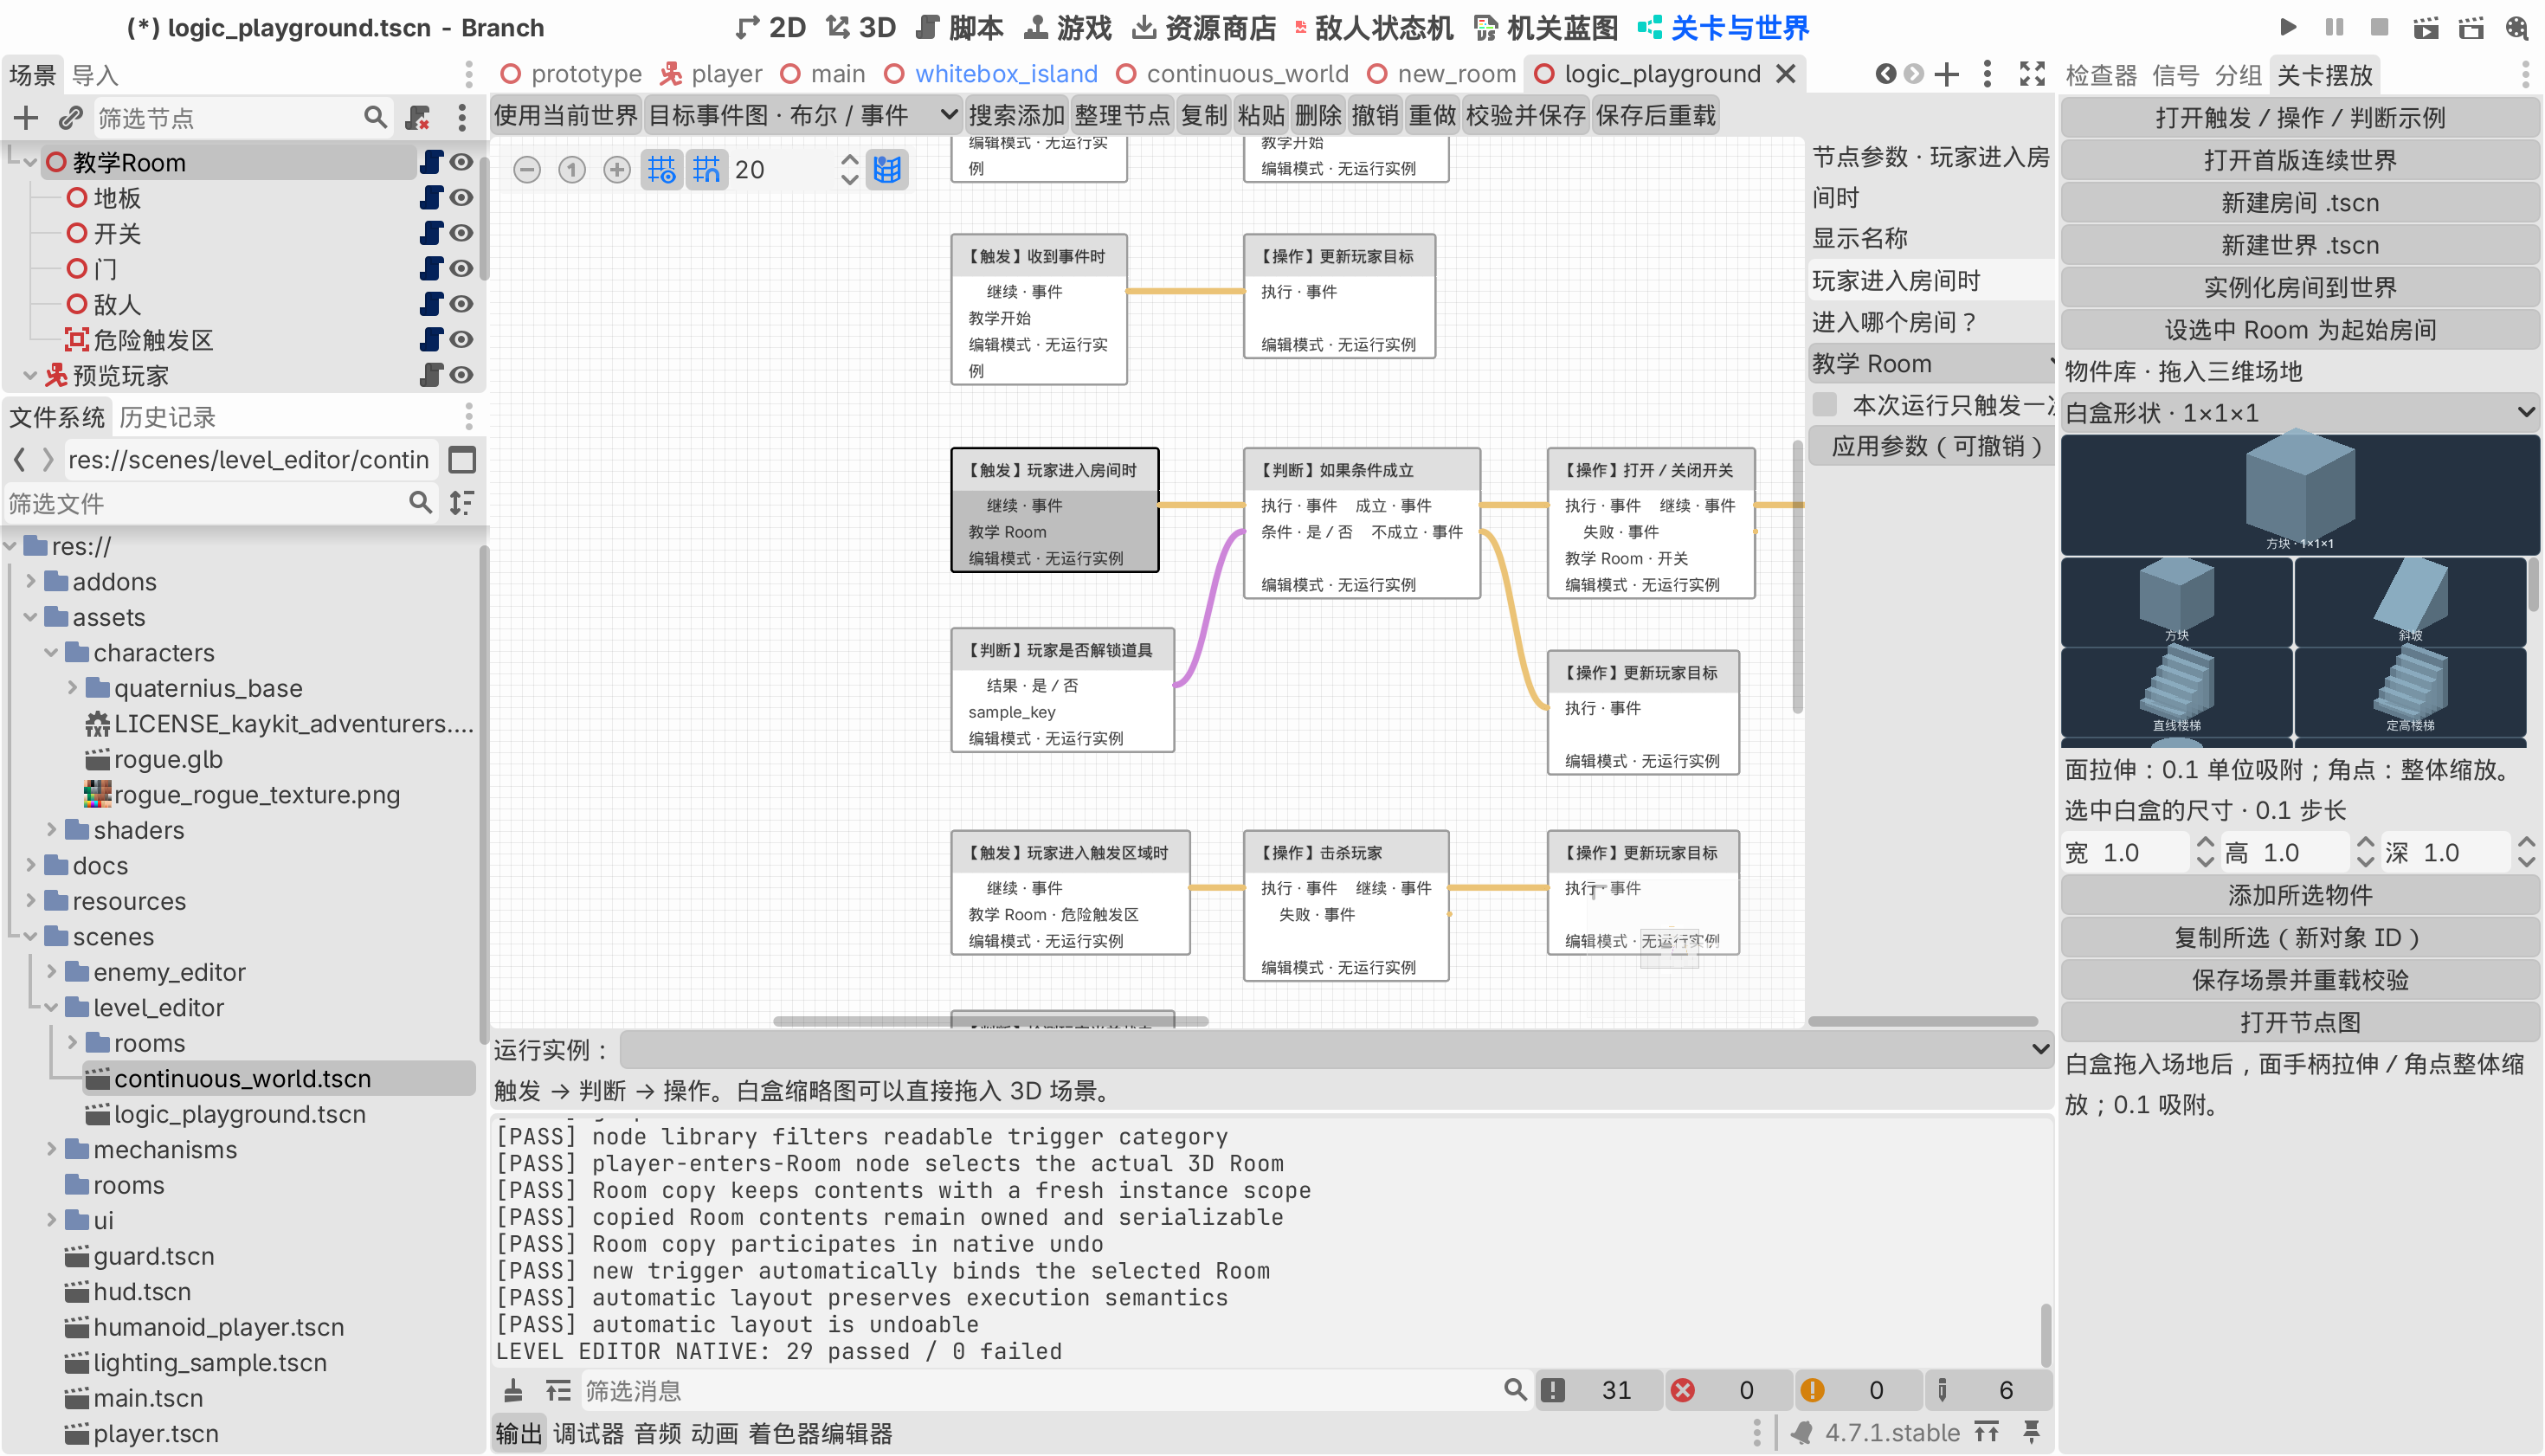 (*) logic_playground.tscn - Branch
2D 3D 脚本 游戏 资源商店 敌人状态机 机关蓝图 关卡与世界
场景 导入
筛选节点
教学Room
地板
开关
门
敌人
危险触发区
预览玩家
文件系统 历史记录
res://scenes/level_editor/contin
筛选文件
res://
addons
assets
characters
quaternius_base
LICENSE_kaykit_adventurers....
rogue.glb
rogue_rogue_texture.png
shaders
docs
resources
scenes
enemy_editor
level_editor
rooms
continuous_world.tscn
logic_playground.tscn
mechanisms
rooms
ui
guard.tscn
hud.tscn
humanoid_player.tscn
lighting_sample.tscn
main.tscn
player.tscn
prototype player main whitebox_island continuous_world new_room logic_playground
使用当前世界 目标事件图 · 布尔 / 事件 搜索添加 整理节点 复制 粘贴 删除 撤销 重做 校验并保存 保存后重载
20
编辑模式 · 无运行实
例
教学开始
编辑模式 · 无运行实例
【触发】收到事件时
继续 · 事件
教学开始
编辑模式 · 无运行实
例
【操作】更新玩家目标
执行 · 事件
编辑模式 · 无运行实例
【触发】玩家进入房间时
继续 · 事件
教学 Room
编辑模式 · 无运行实例
【判断】如果条件成立
执行 · 事件 成立 · 事件
条件 · 是 / 否 不成立 · 事件
编辑模式 · 无运行实例
【操作】打开 / 关闭开关
执行 · 事件 继续 · 事件
失败 · 事件
教学 Room · 开关
编辑模式 · 无运行实例
【判断】玩家是否解锁道具
结果 · 是 / 否
sample_key
编辑模式 · 无运行实例
【操作】更新玩家目标
执行 · 事件
编辑模式 · 无运行实例
【触发】玩家进入触发区域时
继续 · 事件
教学 Room · 危险触发区
编辑模式 · 无运行实例
【操作】击杀玩家
执行 · 事件 继续 · 事件
失败 · 事件
编辑模式 · 无运行实例
【操作】更新玩家目标
执行 · 事件
编辑模式 · 无运行实例
节点参数 · 玩家进入房
间时
显示名称
玩家进入房间时
进入哪个房间？
教学 Room
本次运行只触发一
应用参数（可撤销）
运行实例：
触发 → 判断 → 操作。白盒缩略图可以直接拖入 3D 场景。
[PASS] node library filters readable trigger category
[PASS] player-enters-Room node selects the actual 3D Room
[PASS] Room copy keeps contents with a fresh instance scope
[PASS] copied Room contents remain owned and serializable
[PASS] Room copy participates in native undo
[PASS] new trigger automatically binds the selected Room
[PASS] automatic layout preserves execution semantics
[PASS] automatic layout is undoable
LEVEL EDITOR NATIVE: 29 passed / 0 failed
筛选消息 31 0 0 6
输出 调试器 音频 动画 着色器编辑器 4.7.1.stable
检查器 信号 分组 关卡摆放
打开触发 / 操作 / 判断示例
打开首版连续世界
新建房间 .tscn
新建世界 .tscn
实例化房间到世界
设选中 Room 为起始房间
物件库 · 拖入三维场地
白盒形状 · 1×1×1
方块 · 1×1×1
方块 斜坡
直线楼梯 定高楼梯
面拉伸：0.1 单位吸附；角点：整体缩放。
选中白盒的尺寸 · 0.1 步长
宽 1.0 高 1.0 深 1.0
添加所选物件
复制所选（新对象 ID）
保存场景并重载校验
打开节点图
白盒拖入场地后，面手柄拉伸 / 角点整体缩
放；0.1 吸附。